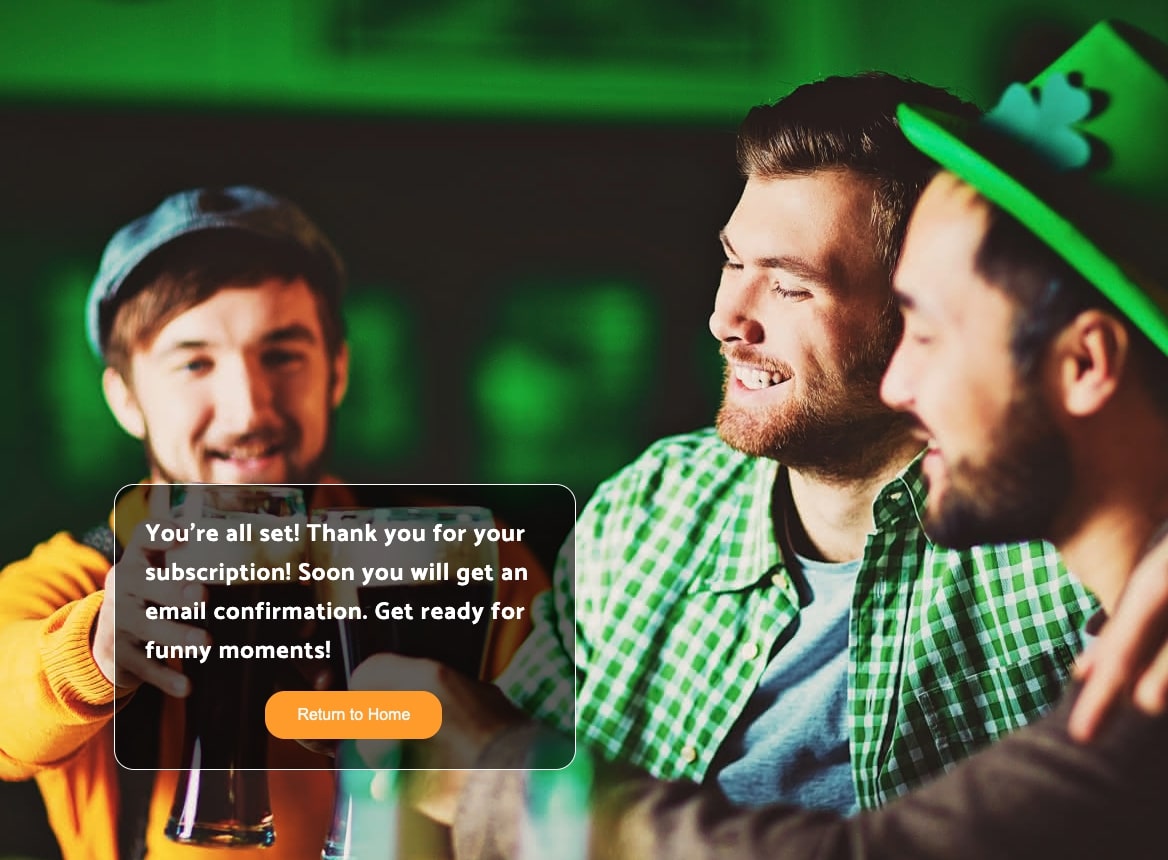 You're all set! Thank you for your
subscription! Soon you will get an
email confirmation. Get ready for
funny moments!
Return to Home